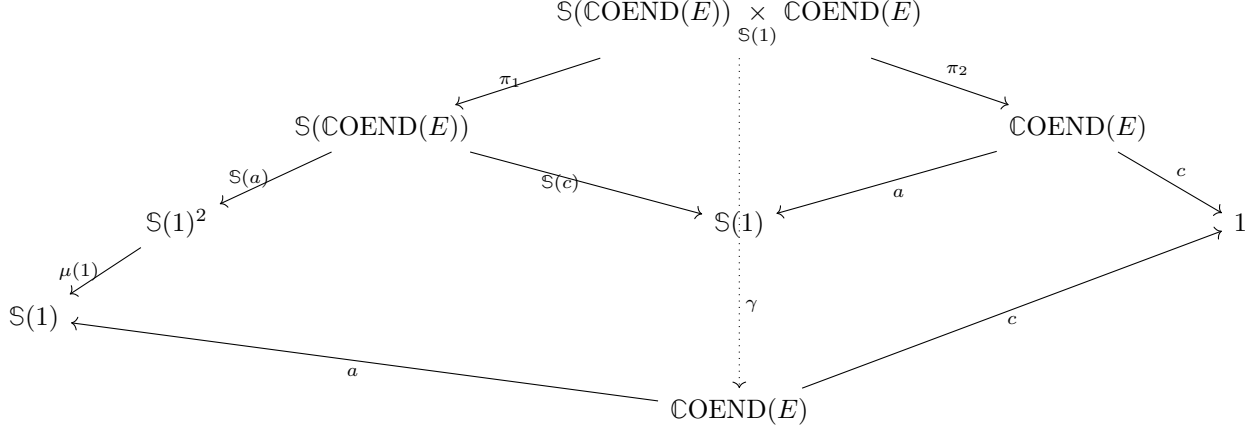 𝕊(ℂOEND(E)) × ℂOEND(E)
𝕊(1)
π₁
π₂
𝕊(ℂOEND(E))
ℂOEND(E)
𝕊(a)
𝕊(c)
a
c
𝕊(1)²
𝕊(1)
1
μ(1)
γ
𝕊(1)
c
a
ℂOEND(E)